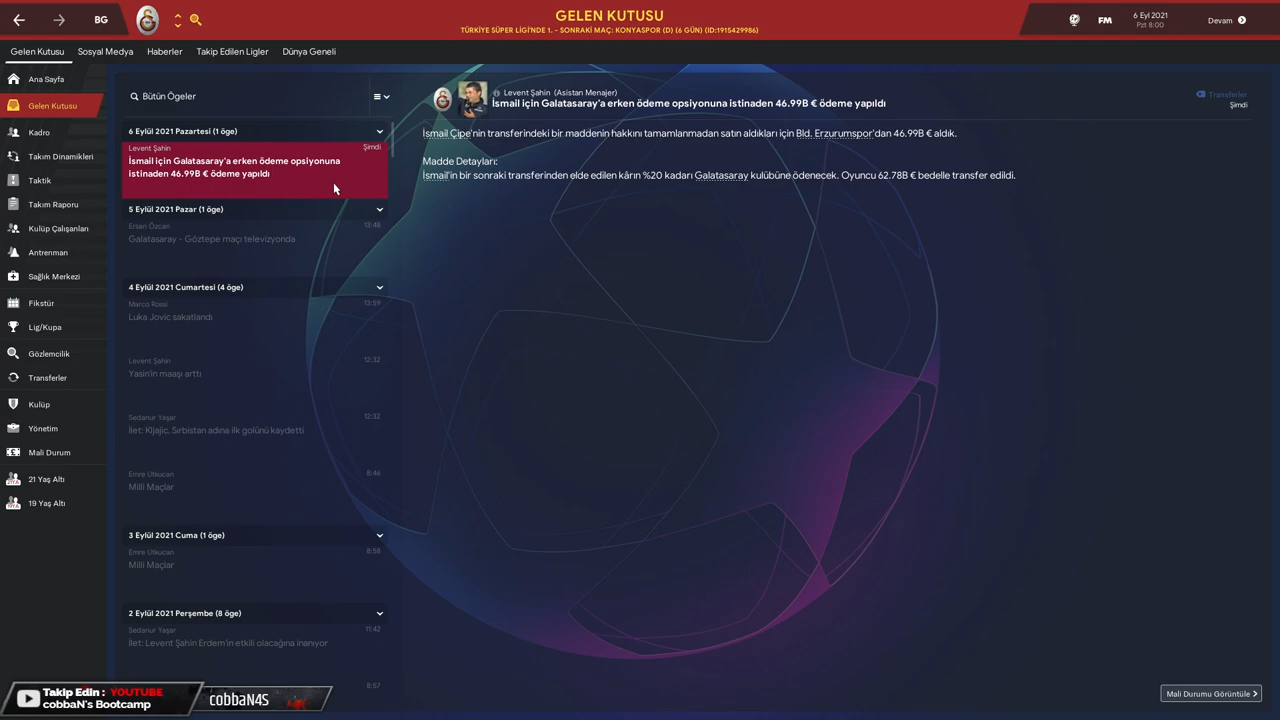 BG
GELEN KUTUSU
TÜRKİYE SÜPER LİGİ'NDE 1. - SONRAKİ MAÇ: KONYASPOR (D) (6 GÜN) (ID:1915429986)
FM
6 Eyl 2021
Pzt 8:00
Devam
Gelen Kutusu
Sosyal Medya
Haberler
Takip Edilen Ligler
Dünya Geneli
Ana Sayfa
Gelen Kutusu
Kadro
Takım Dinamikleri
Taktik
Takım Raporu
Kulüp Çalışanları
Antrenman
Sağlık Merkezi
Fikstür
Lig/Kupa
Gözlemcilik
Transferler
Kulüp
Yönetim
Mali Durum
21 Yaş Altı
19 Yaş Altı
Bütün Ögeler
6 Eylül 2021 Pazartesi (1 öge)
Levent Şahin
Şimdi
İsmail için Galatasaray'a erken ödeme opsiyonuna
istinaden 46.99B € ödeme yapıldı
5 Eylül 2021 Pazar (1 öge)
Ersan Özcan
13:48
Galatasaray - Göztepe maçı televizyonda
4 Eylül 2021 Cumartesi (4 öge)
Marco Rossi
13:59
Luka Jovic sakatlandı
Levent Şahin
12:32
Yasin'in maaşı arttı
Sedanur Yaşar
12:32
İlet: Kljajic, Sırbistan adına ilk golünü kaydetti
Emre Utkucan
8:46
Milli Maçlar
3 Eylül 2021 Cuma (1 öge)
Emre Utkucan
8:58
Milli Maçlar
2 Eylül 2021 Perşembe (8 öge)
Sedanur Yaşar
11:42
İlet: Levent Şahin Erdem'in etkili olacağına inanıyor
8:57
Levent Şahin (Asistan Menajer)
İsmail için Galatasaray'a erken ödeme opsiyonuna istinaden 46.99B € ödeme yapıldı
Transferler
Şimdi
İsmail Çipe'nin transferindeki bir maddenin hakkını tamamlanmadan satın aldıkları için Bld. Erzurumspor'dan 46.99B € aldık.
Madde Detayları:
İsmail'in bir sonraki transferinden elde edilen kârın %20 kadarı Galatasaray kulübüne ödenecek. Oyuncu 62.78B € bedelle transfer edildi.
Mali Durumu Görüntüle
Takip Edin : YOUTUBE
cobbaN's Bootcamp
cobbaN4S